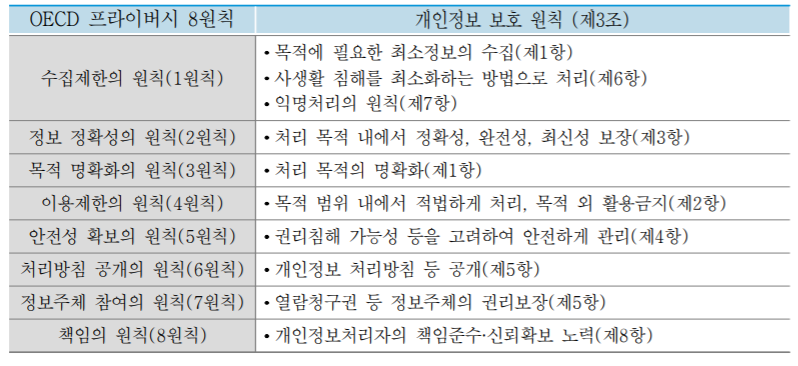 OECD 프라이버시 8원칙 개인정보 보호 원칙 (제3조)
수집제한의 원칙(1원칙)
• 목적에 필요한 최소정보의 수집(제1항)
• 사생활 침해를 최소화하는 방법으로 처리(제6항)
• 익명처리의 원칙(제7항)
정보 정확성의 원칙(2원칙) • 처리 목적 내에서 정확성, 완전성, 최신성 보장(제3항)
목적 명확화의 원칙(3원칙) • 처리 목적의 명확화(제1항)
이용제한의 원칙(4원칙) • 목적 범위 내에서 적법하게 처리, 목적 외 활용금지(제2항)
안전성 확보의 원칙(5원칙) • 권리침해 가능성 등을 고려하여 안전하게 관리(제4항)
처리방침 공개의 원칙(6원칙) • 개인정보 처리방침 등 공개(제5항)
정보주체 참여의 원칙(7원칙) • 열람청구권 등 정보주체의 권리보장(제5항)
책임의 원칙(8원칙) • 개인정보처리자의 책임준수·신뢰확보 노력(제8항)